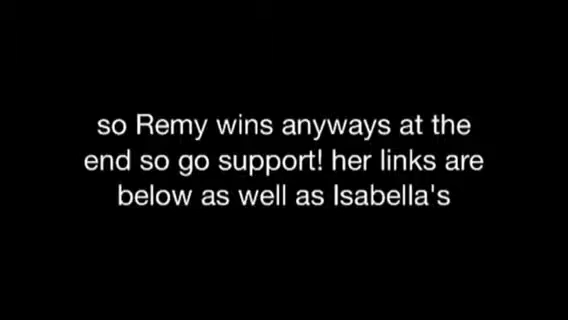 so Remy wins anyways at the
end so go support! her links are
below as well as Isabella's